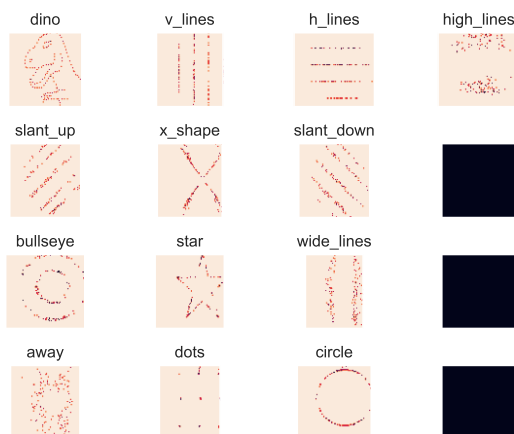 dino v_lines h_lines high_lines
slant_up x_shape slant_down
bullseye star wide_lines
away dots circle